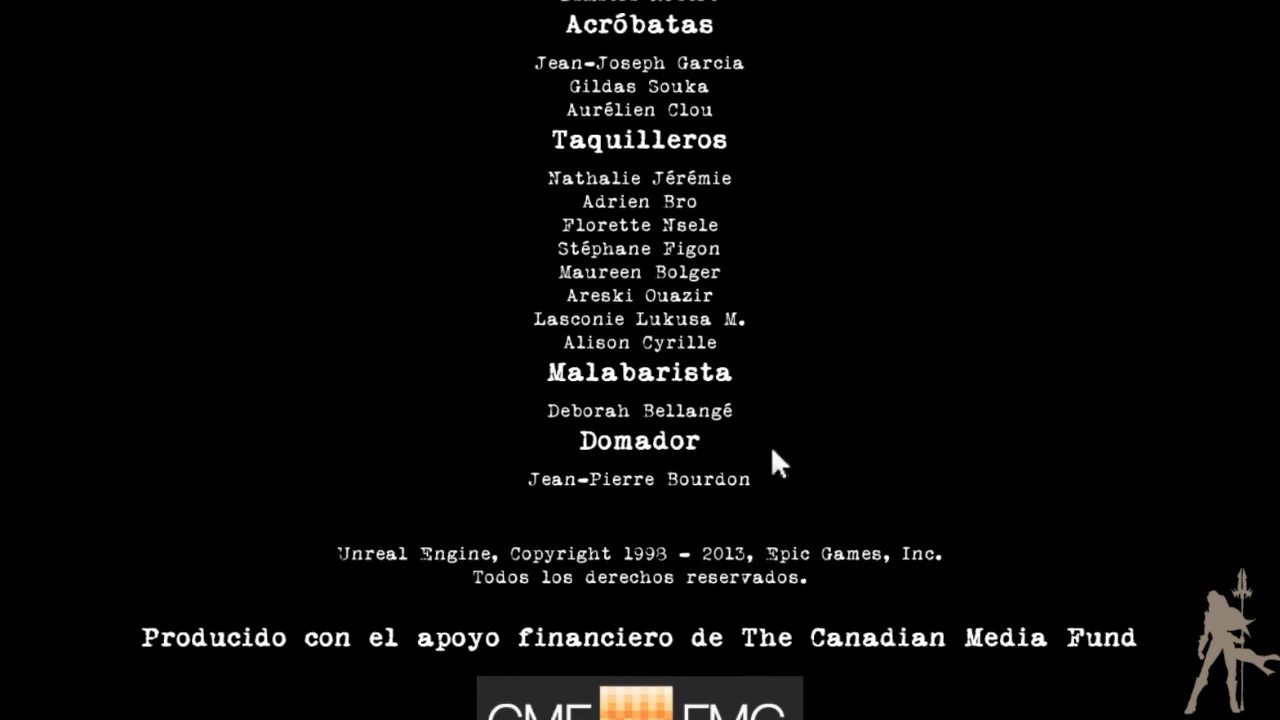 Acróbatas
Jean-Joseph Garcia
Gildas Souka
Aurélien Clou
Taquilleros
Nathalie Jérémie
Adrien Bro
Florette Nsele
Stéphane Figon
Maureen Bolger
Areski Ouazir
Lasconie Lukusa M.
Alison Cyrille
Malabarista
Deborah Bellangé
Domador
Jean-Pierre Bourdon
Unreal Engine, Copyright 1998 - 2013, Epic Games, Inc.
Todos los derechos reservados.
Producido con el apoyo financiero de The Canadian Media Fund
CMF FMC